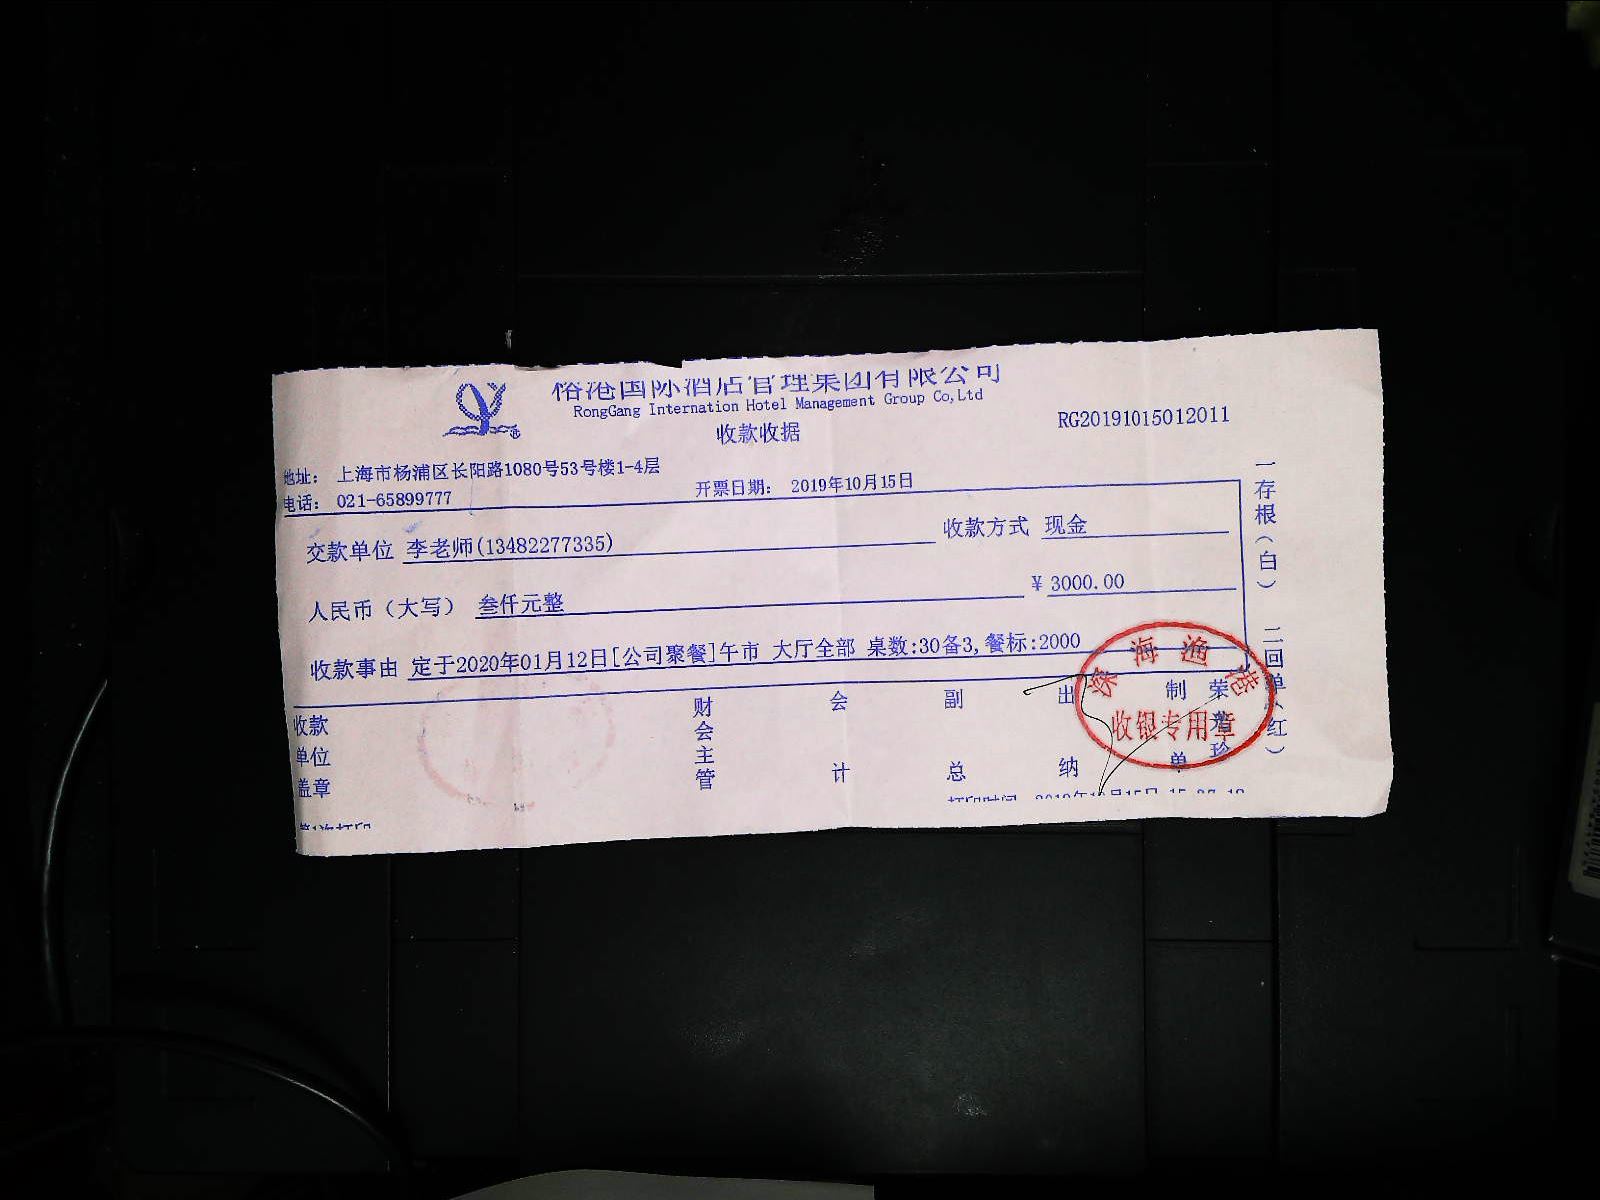 国际酒店管理集团有限公司
RongGang Internation Hotel Management Group Co,Ltd
收款收据
RG20191015012011
地址： 上海市杨浦区长阳路1080号53号楼1-4层
电话： 021-65899777
开票日期： 2019年10月15日
交款单位 李老师(13482277335)
收款方式 现金
人民币（大写） 叁仟元整
￥3000.00
收款事由 定于2020年01月12日[公司聚餐]午市 大厅全部 桌数:30备3,餐标:2000
收款单位盖章
财会主管
会计
副总
出纳
制单
深海渔港
收银专用章
一存根（白）
二回单（红）